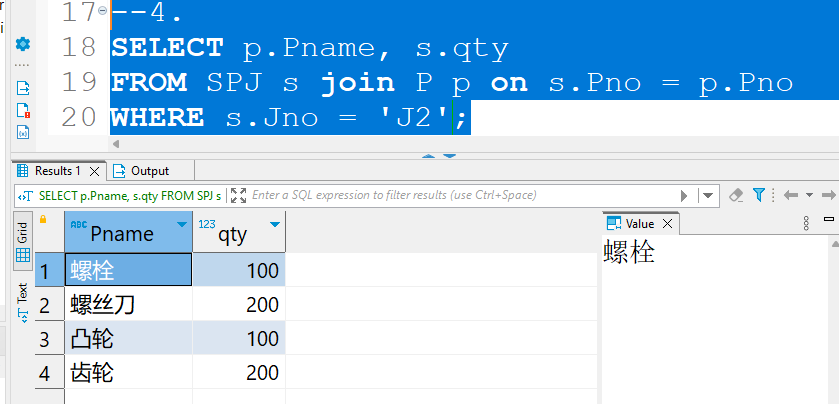 17 --4.
18 SELECT p.Pname, s.qty
19 FROM SPJ s join P p on s.Pno = p.Pno
20 WHERE s.Jno = 'J2';
Results 1 Output
SELECT p.Pname, s.qty FROM SPJ s Enter a SQL expression to filter results (use Ctrl+Space)
Grid
Text
ABC Pname 123 qty
1 螺栓 100
2 螺丝刀 200
3 凸轮 100
4 齿轮 200
Value
螺栓